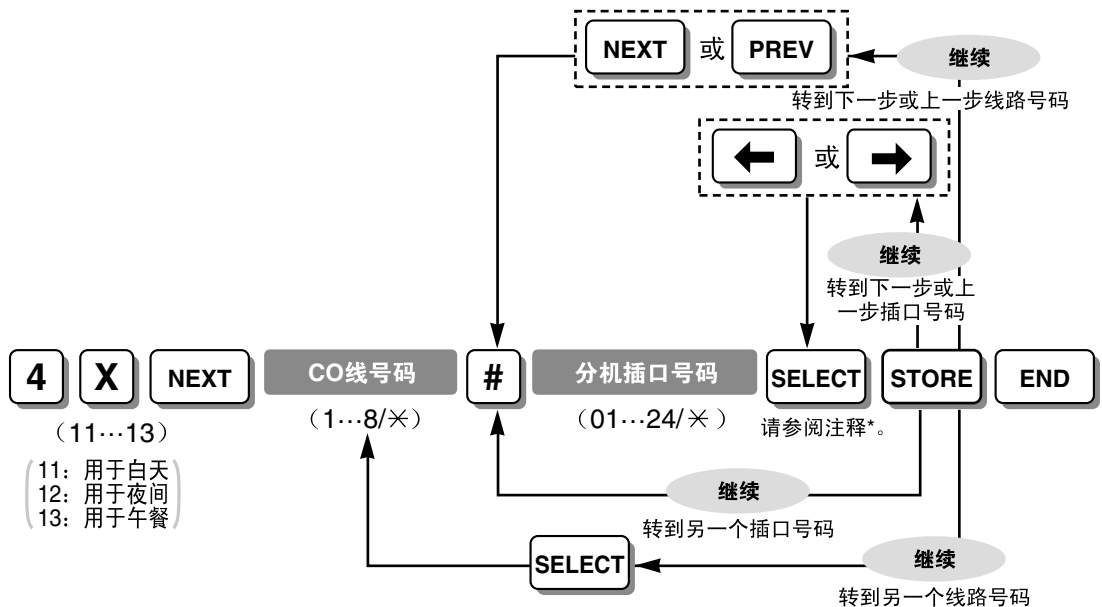 NEXT 或 PREV
继续
转到下一步或上一步线路号码
或
继续
转到下一步或上
一步插口号码
4 X NEXT CO线号码 # 分机插口号码 SELECT STORE END
(11…13)
(1…8/✳)
(01…24/✳)
请参阅注释*。
11:用于白天
12:用于夜间
13:用于午餐
继续
转到另一个插口号码
SELECT
继续
转到另一个线路号码